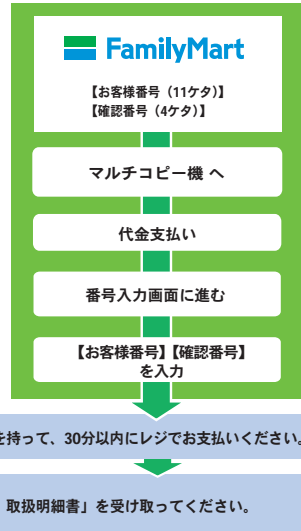 FamilyMart
【お客様番号（11ケタ）】
【確認番号（4ケタ）】
マルチコピー機 へ
代金支払い
番号入力画面に進む
【お客様番号】【確認番号】
を入力
を持って、30分以内にレジでお支払いください。
取扱明細書」を受け取ってください。